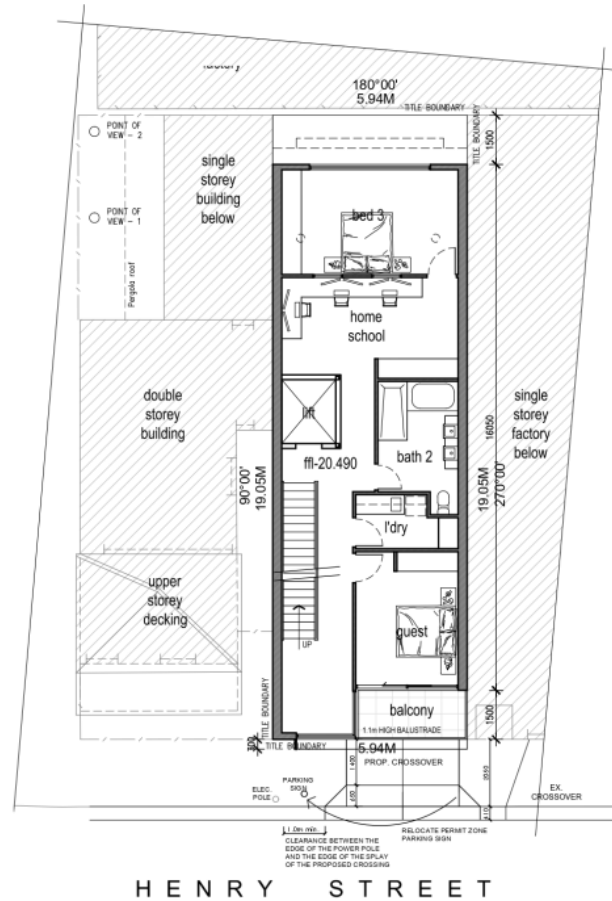 180°00'
5.94M
TITLE BOUNDARY
TITLE BOUNDARY
1500
POINT OF
VIEW - 2
POINT OF
VIEW - 1
Pergola roof
single
storey
building
below
bed 3
home
school
double
storey
building
lift
ffl-20.490
bath 2
single
storey
factory
below
16050
90°00'
19.05M
19.05M
270°00'
l'dry
upper
storey
decking
UP
guest
balcony
1.1m HIGH BALUSTRADE
1500
TITLE BOUNDARY
TITLE BOUNDARY
5.94M
PROP. CROSSOVER
ELEC.
POLE
PARKING
SIGN
EX.
CROSSOVER
1.0m min.
CLEARANCE BETWEEN THE
EDGE OF THE POWER POLE
AND THE EDGE OF THE SPLAY
OF THE PROPOSED CROSSING
RELOCATE PERMIT ZONE
PARKING SIGN
HENRY STREET